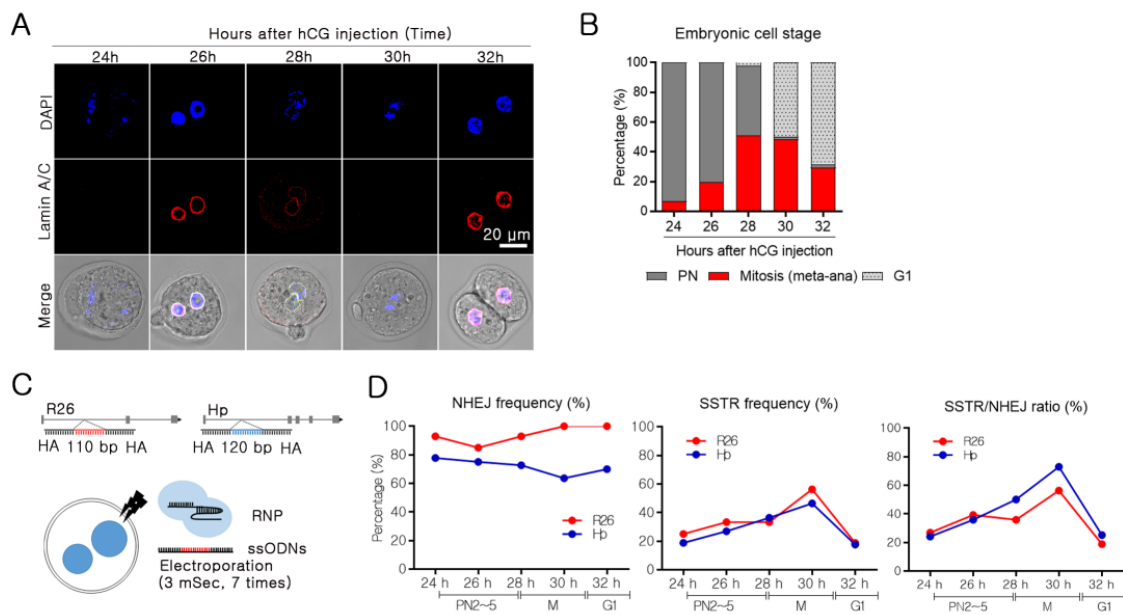 A
Hours after hCG injection (Time)
24h 26h 28h 30h 32h
DAPI
Lamin A/C
20 μm
Merge
B
Embryonic cell stage
Percentage (%)
100
80
60
40
20
0
24 26 28 30 32
Hours after hCG injection
PN Mitosis (meta-ana) G1
C
R26 Hp
HA 110 bp HA HA 120 bp HA
RNP
ssODNs
Electroporation
(3 mSec, 7 times)
D
NHEJ frequency (%)
Percentage (%)
100
80
60
40
20
0
R26
Hp
24 h 26 h 28 h 30 h 32 h
PN2~5 M G1
SSTR frequency (%)
80
60
40
20
0
R26
Hp
24 h 26 h 28 h 30 h 32 h
PN2~5 M G1
SSTR/NHEJ ratio (%)
80
60
40
20
0
R26
Hp
24 h 26 h 28 h 30 h 32 h
PN2~5 M G1